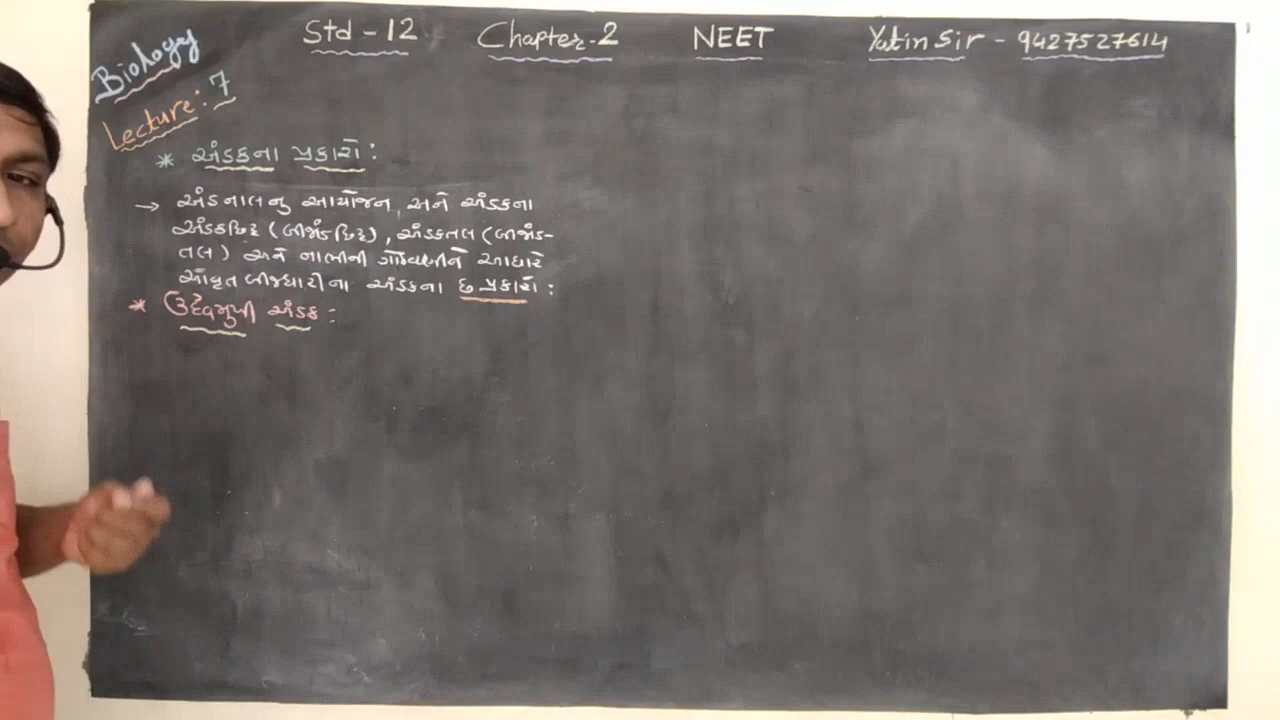 Std - 12 Chapter-2 NEET Yatin Sir - 9427527614
Biology
Lecture: 7
* અંડકના પ્રકારો :
→ અંડનાલનુ આયોજન, અને અંડકના
અંડકછિદ્ર (બીજાંડછિદ્ર), અંડકતલ (બીજાંડ-
તલ) અને નાભીની ગોઠવણીને આધારે
આવૃત બીજધારીના અંડકના છ પ્રકારો :
* ઉર્ધ્વમુખી અંડક :